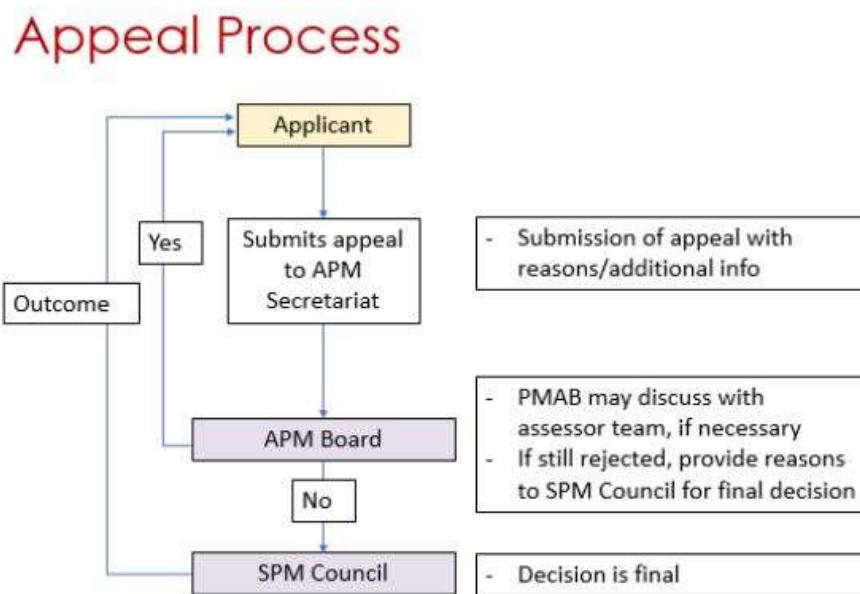 Appeal Process
Applicant
Yes
Submits appeal
to APM
Secretariat
- Submission of appeal with
reasons/additional info
Outcome
APM Board
- PMAB may discuss with
assessor team, if necessary
- If still rejected, provide reasons
to SPM Council for final decision
No
SPM Council
- Decision is final